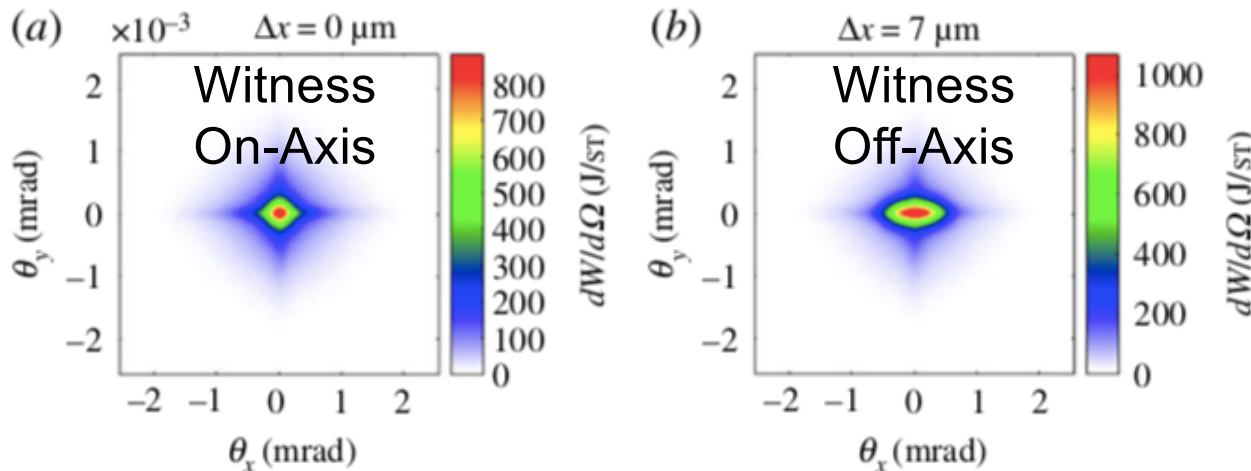 (a) ×10⁻³ Δx = 0 µm
Witness
On-Axis
2
1
0
−1
−2
θy (mrad)
−2 −1 0 1 2
θx (mrad)
800
700
600
500
400
300
200
100
0
dW/dΩ (J/ST)
(b) Δx = 7 µm
Witness
Off-Axis
2
1
0
−1
−2
θy (mrad)
−2 −1 0 1 2
θx (mrad)
1000
800
600
400
200
0
dW/dΩ (J/ST)